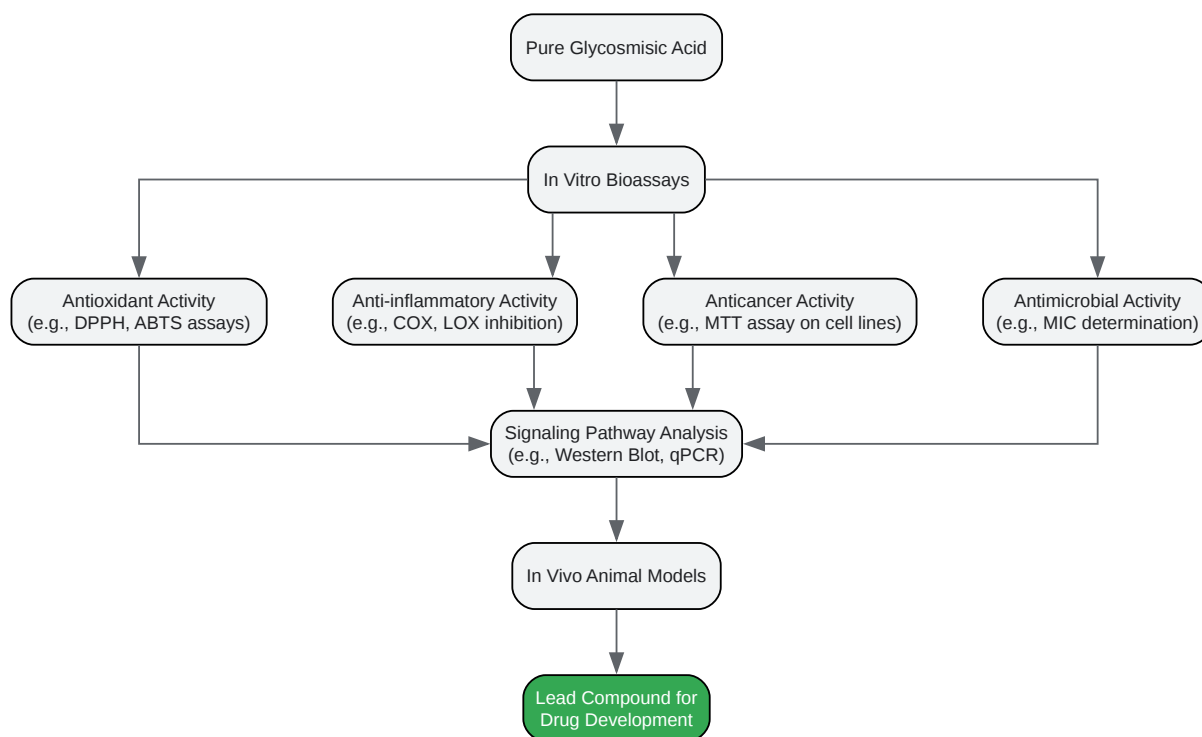 Pure Glycosmisic Acid
In Vitro Bioassays
Antioxidant Activity
(e.g., DPPH, ABTS assays)
Anti-inflammatory Activity
(e.g., COX, LOX inhibition)
Anticancer Activity
(e.g., MTT assay on cell lines)
Antimicrobial Activity
(e.g., MIC determination)
Signaling Pathway Analysis
(e.g., Western Blot, qPCR)
In Vivo Animal Models
Lead Compound for
Drug Development